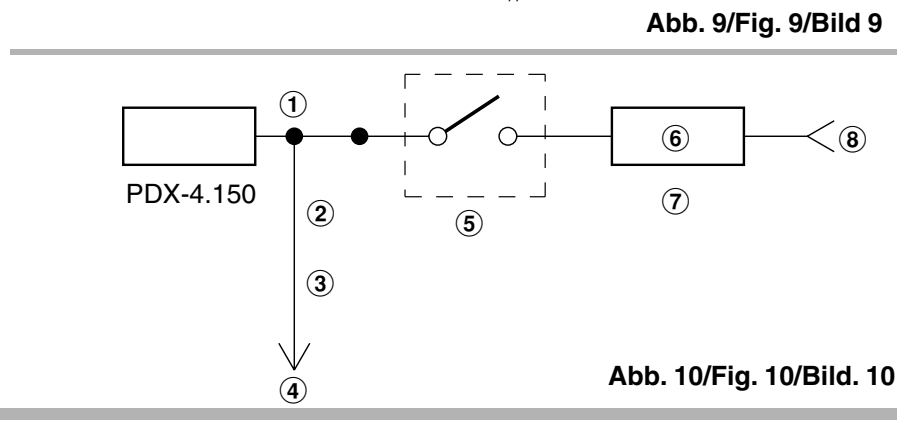 Abb. 9/Fig. 9/Bild 9
①
⑥
⑧
PDX-4.150
②
⑤
⑦
③
④
Abb. 10/Fig. 10/Bild. 10